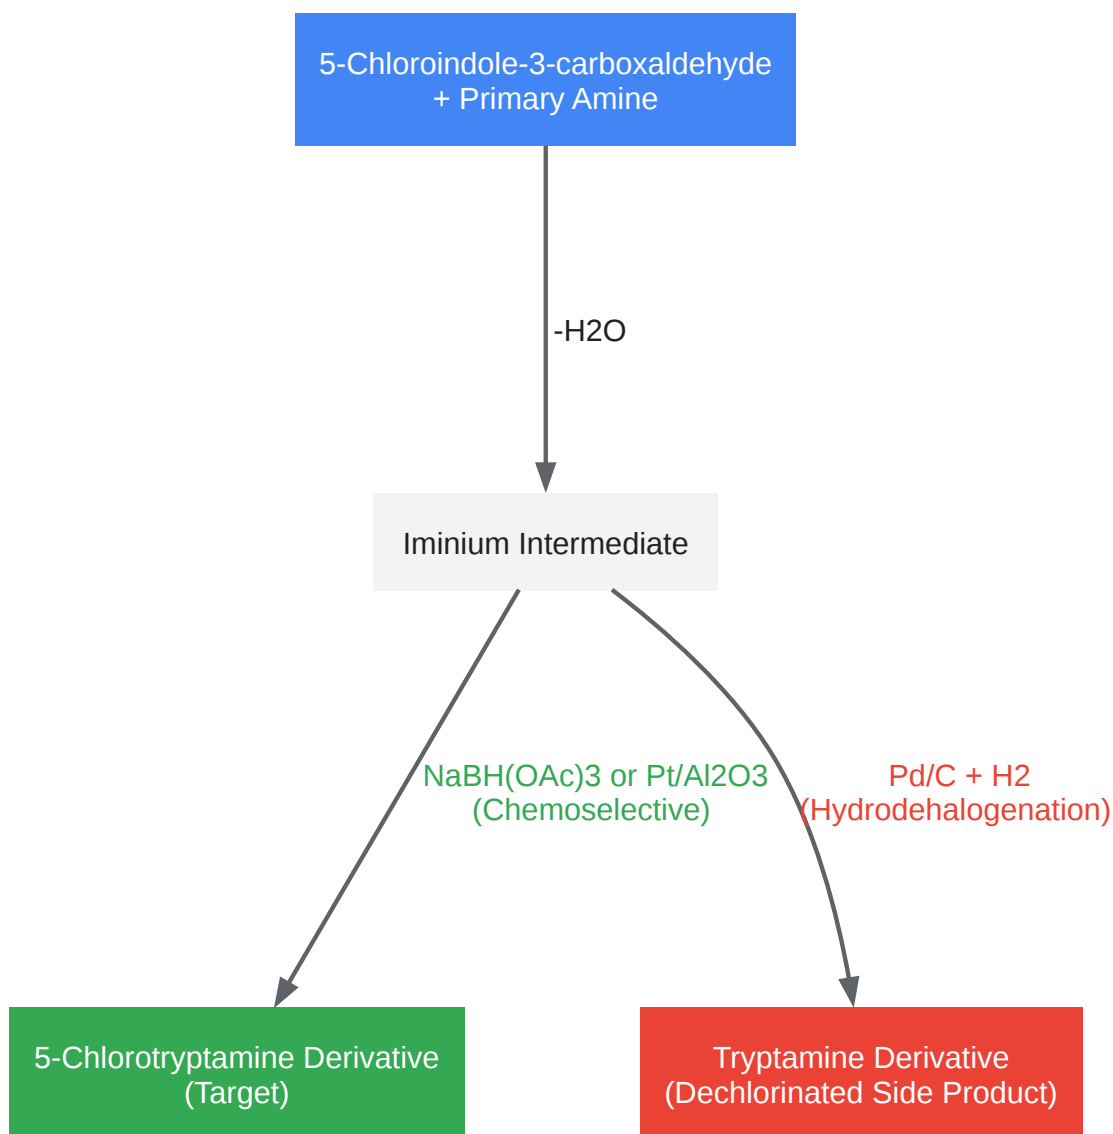 5-Chloroindole-3-carboxaldehyde
+ Primary Amine
-H2O
Iminium Intermediate
NaBH(OAc)3 or Pt/Al2O3
(Chemoselective)
Pd/C + H2
(Hydrodehalogenation)
5-Chlorotryptamine Derivative
(Target)
Tryptamine Derivative
(Dechlorinated Side Product)